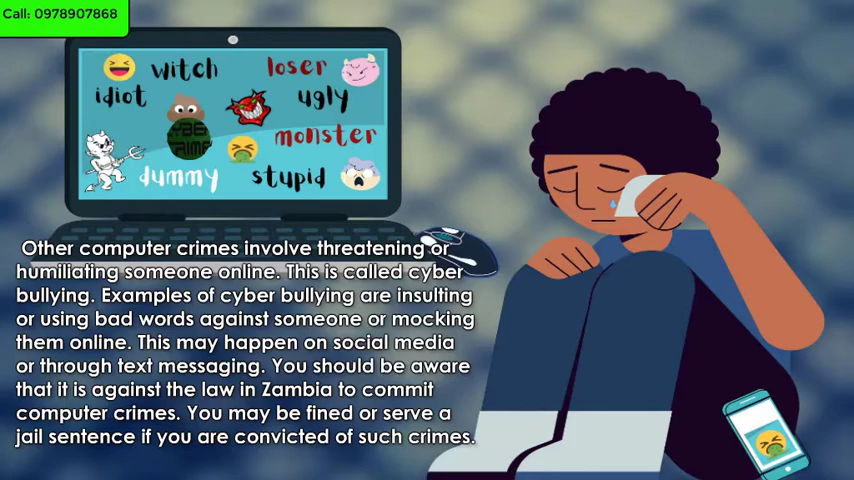 Call: 0978907868
witch
loser
idiot
ugly
CYBER
CRIME
monster
dummy
stupid
Other computer crimes involve threatening or
humiliating someone online. This is called cyber
bullying. Examples of cyber bullying are insulting
or using bad words against someone or mocking
them online. This may happen on social media
or through text messaging. You should be aware
that it is against the law in Zambia to commit
computer crimes. You may be fined or serve a
jail sentence if you are convicted of such crimes.